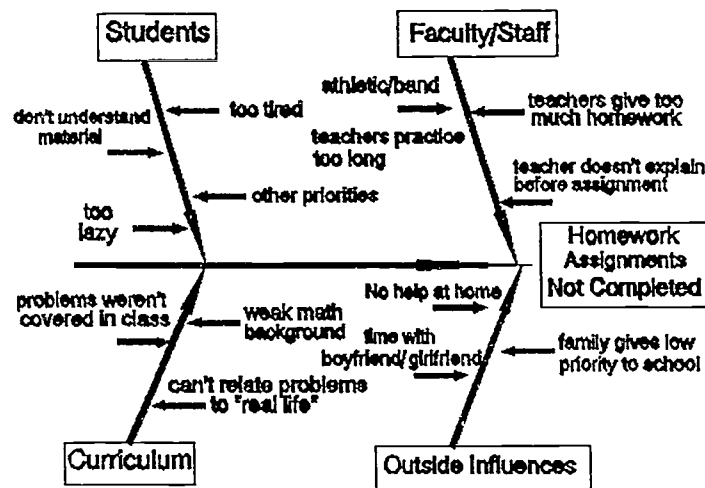 Students
Faculty/Staff
too tired
don't understand
material
other priorities
too
lazy
athletic/band
teachers practice
too long
teachers give too
much homework
teacher doesn't explain
before assignment
Homework
Assignments
Not Completed
problems weren't
covered in class
weak math
background
can't relate problems
to "real life"
No help at home
time with
boyfriend/girlfriend
family gives low
priority to school
Curriculum
Outside Influences